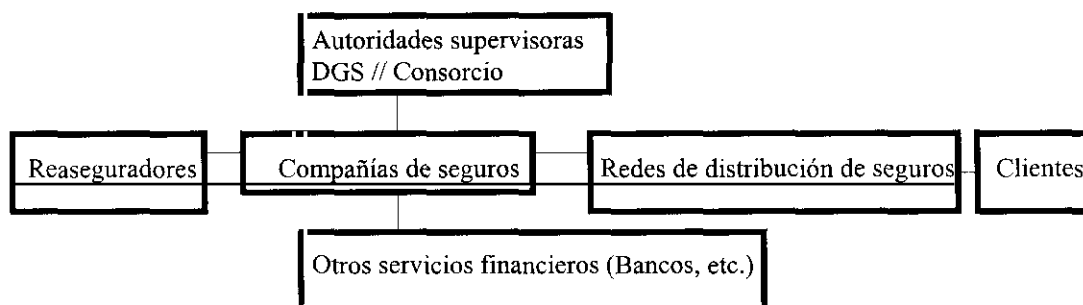 Autoridades supervisoras
DGS // Consorcio
Reaseguradores
Compañías de seguros
Redes de distribución de seguros
Clientes
Otros servicios financieros (Bancos, etc.)